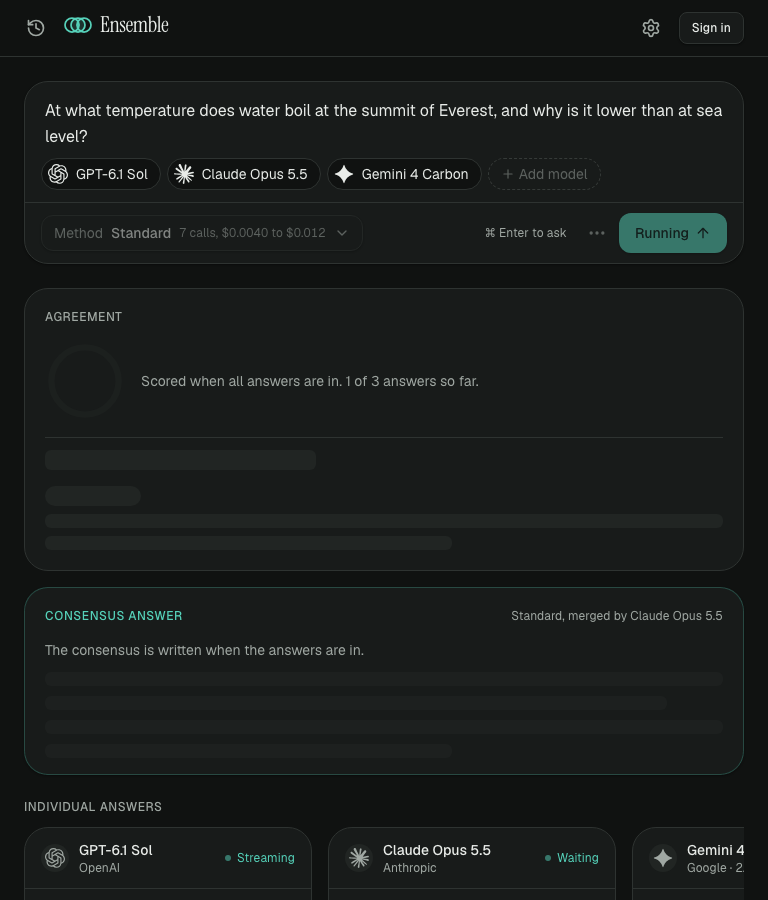 Ensemble
Sign in
At what temperature does water boil at the summit of Everest, and why is it lower than at sea
level?
GPT-6.1 Sol
Claude Opus 5.5
Gemini 4 Carbon
+ Add model
Method Standard 7 calls, $0.0040 to $0.012
⌘ Enter to ask
Running
AGREEMENT
Scored when all answers are in. 1 of 3 answers so far.
CONSENSUS ANSWER
Standard, merged by Claude Opus 5.5
The consensus is written when the answers are in.
INDIVIDUAL ANSWERS
GPT-6.1 Sol
OpenAI
Streaming
Claude Opus 5.5
Anthropic
Waiting
Gemini 4
Google · 2.